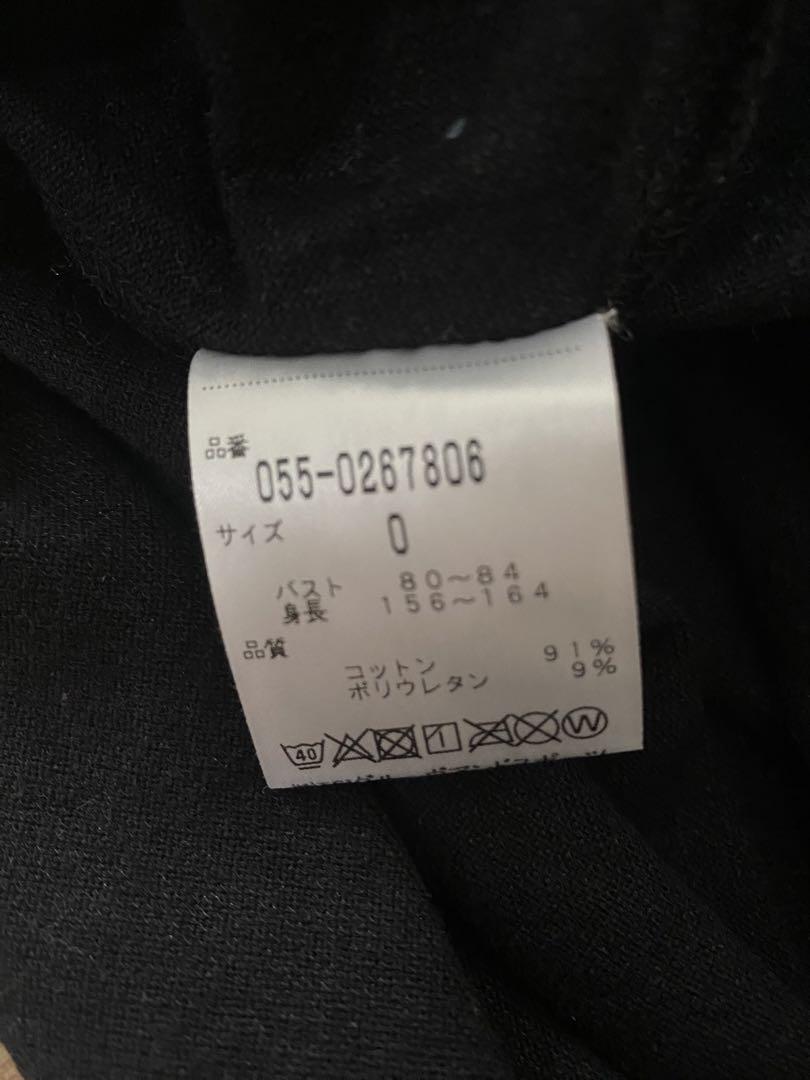 品番
055-0267806
サイズ 0
バスト 80~84
身長 156~164
品質
コットン 91%
ポリウレタン 9%
40